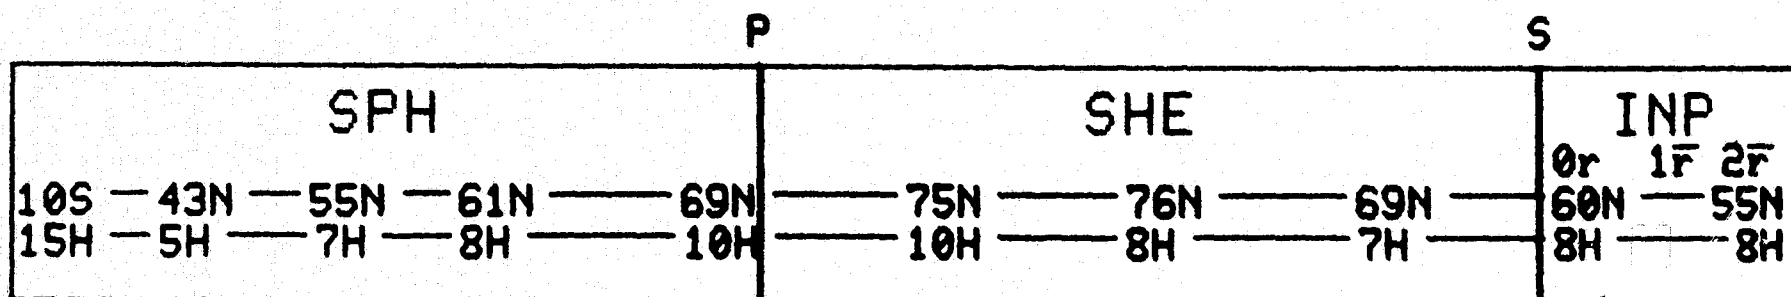 P S
SPH SHE INP
0r 1r̅ 2r̅
10S — 43N — 55N — 61N — 69N — 75N — 76N — 69N — 60N — 55N
15H — 5H — 7H — 8H — 10H — 10H — 8H — 7H — 8H — 8H